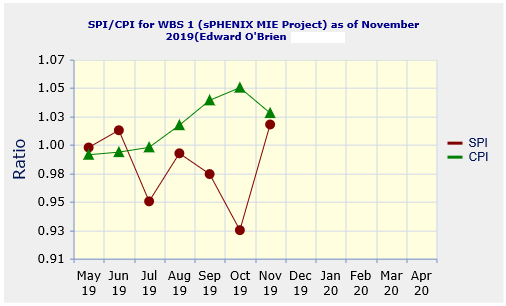 SPI/CPI for WBS 1 (sPHENIX MIE Project) as of November
2019(Edward O'Brien
1.07
1.05
1.03
1.00
0.98
0.95
0.93
0.91
Ratio
May Jun Jul Aug Sep Oct Nov Dec Jan Feb Mar Apr
19 19 19 19 19 19 19 19 20 20 20 20
SPI
CPI